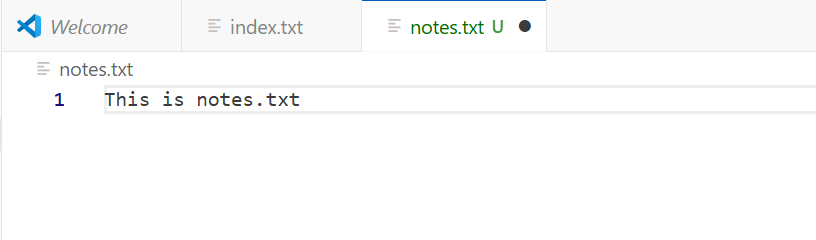 Welcome index.txt notes.txt U
notes.txt
1 This is notes.txt